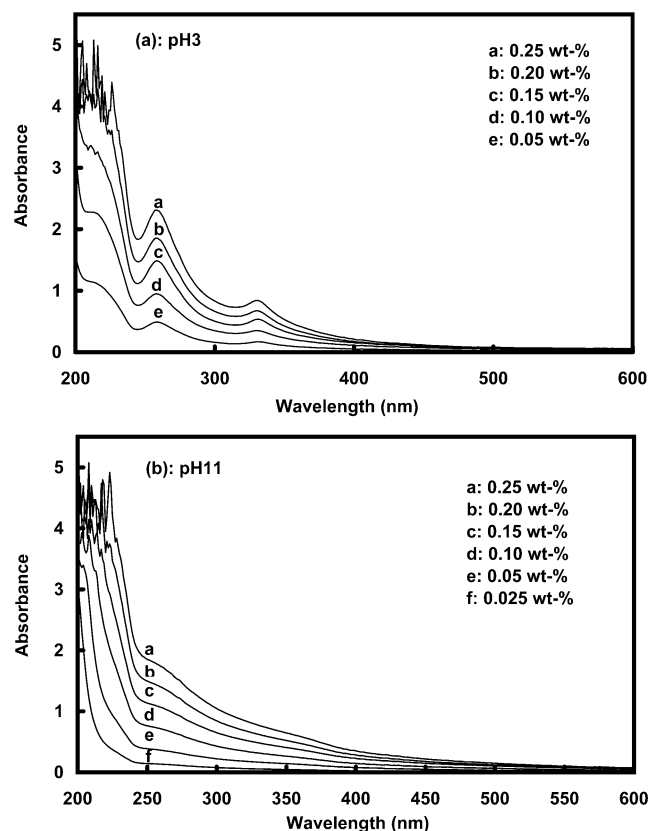 (a): pH3
a: 0.25 wt-%
b: 0.20 wt-%
c: 0.15 wt-%
d: 0.10 wt-%
e: 0.05 wt-%
Absorbance
5
4
3
2
1
0
a
b
c
d
e
200 300 400 500 600
Wavelength (nm)
(b): pH11
a: 0.25 wt-%
b: 0.20 wt-%
c: 0.15 wt-%
d: 0.10 wt-%
e: 0.05 wt-%
f: 0.025 wt-%
Absorbance
5
4
3
2
1
0
a
b
c
d
e
f
200 250 300 350 400 450 500 550 600
Wavelength (nm)